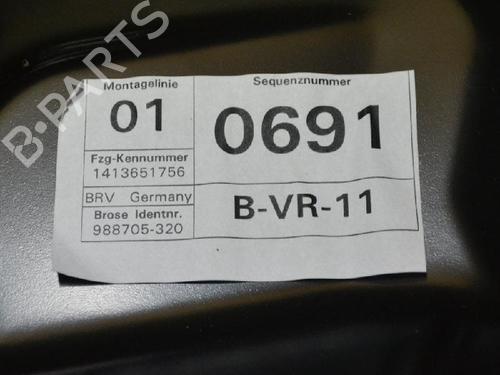 B-PARTS
Montagelinie
01
Sequenznummer
0691
Fzg-Kennummer
1413651756
BRV Germany
Brose Identnr.
988705-320
B-VR-11